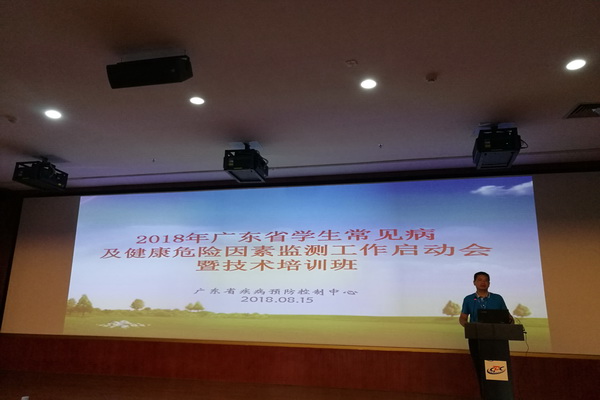 2018年广东省学生常见病
及健康危险因素监测工作启动会
暨技术培训班
广东省疾病预防控制中心
2018.08.15